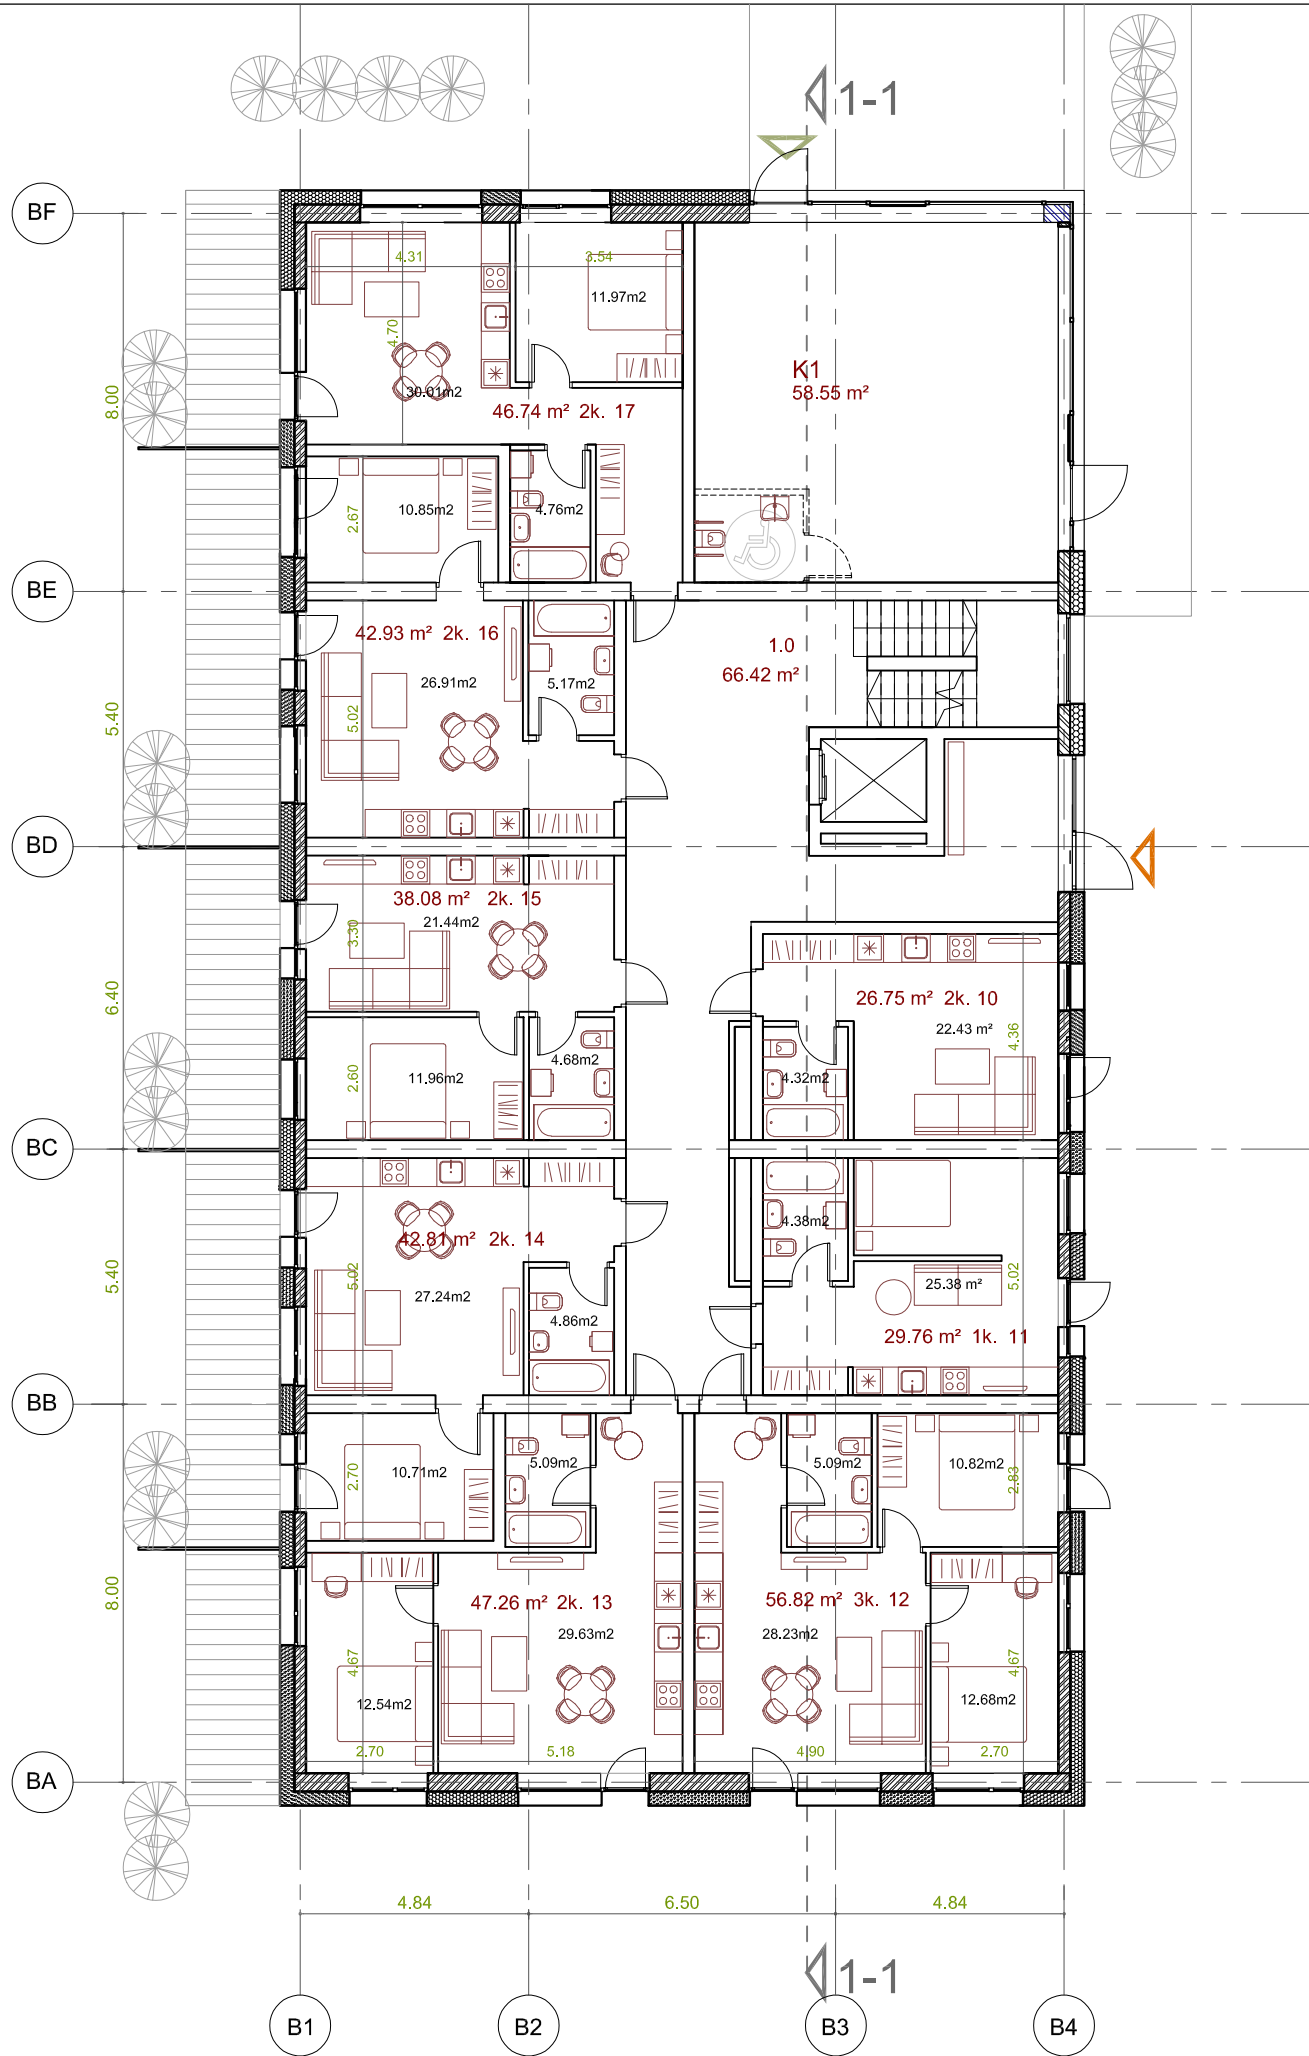 1-1
BF
4.31
3.54
11.97m2
4.70
K1
58.55 m²
30.01m2
8.00
46.74 m² 2k. 17
10.85m2
4.76m2
2.67
BE
42.93 m² 2k. 16
1.0
66.42 m²
26.91m2
5.17m2
5.02
5.40
BD
38.08 m² 2k. 15
21.44m2
3.30
6.40
26.75 m² 2k. 10
22.43 m²
4.36
4.68m2
11.96m2
2.60
4.32m2
BC
4.38m2
42.81 m² 2k. 14
5.02
5.40
27.24m2
25.38 m²
5.02
4.86m2
29.76 m² 1k. 11
BB
10.71m2
2.70
5.09m2
5.09m2
10.82m2
2.83
8.00
47.26 m² 2k. 13
29.63m2
56.82 m² 3k. 12
28.23m2
4.67
4.67
12.54m2
12.68m2
2.70
5.18
4.90
2.70
BA
4.84
6.50
4.84
1-1
B1
B2
B3
B4